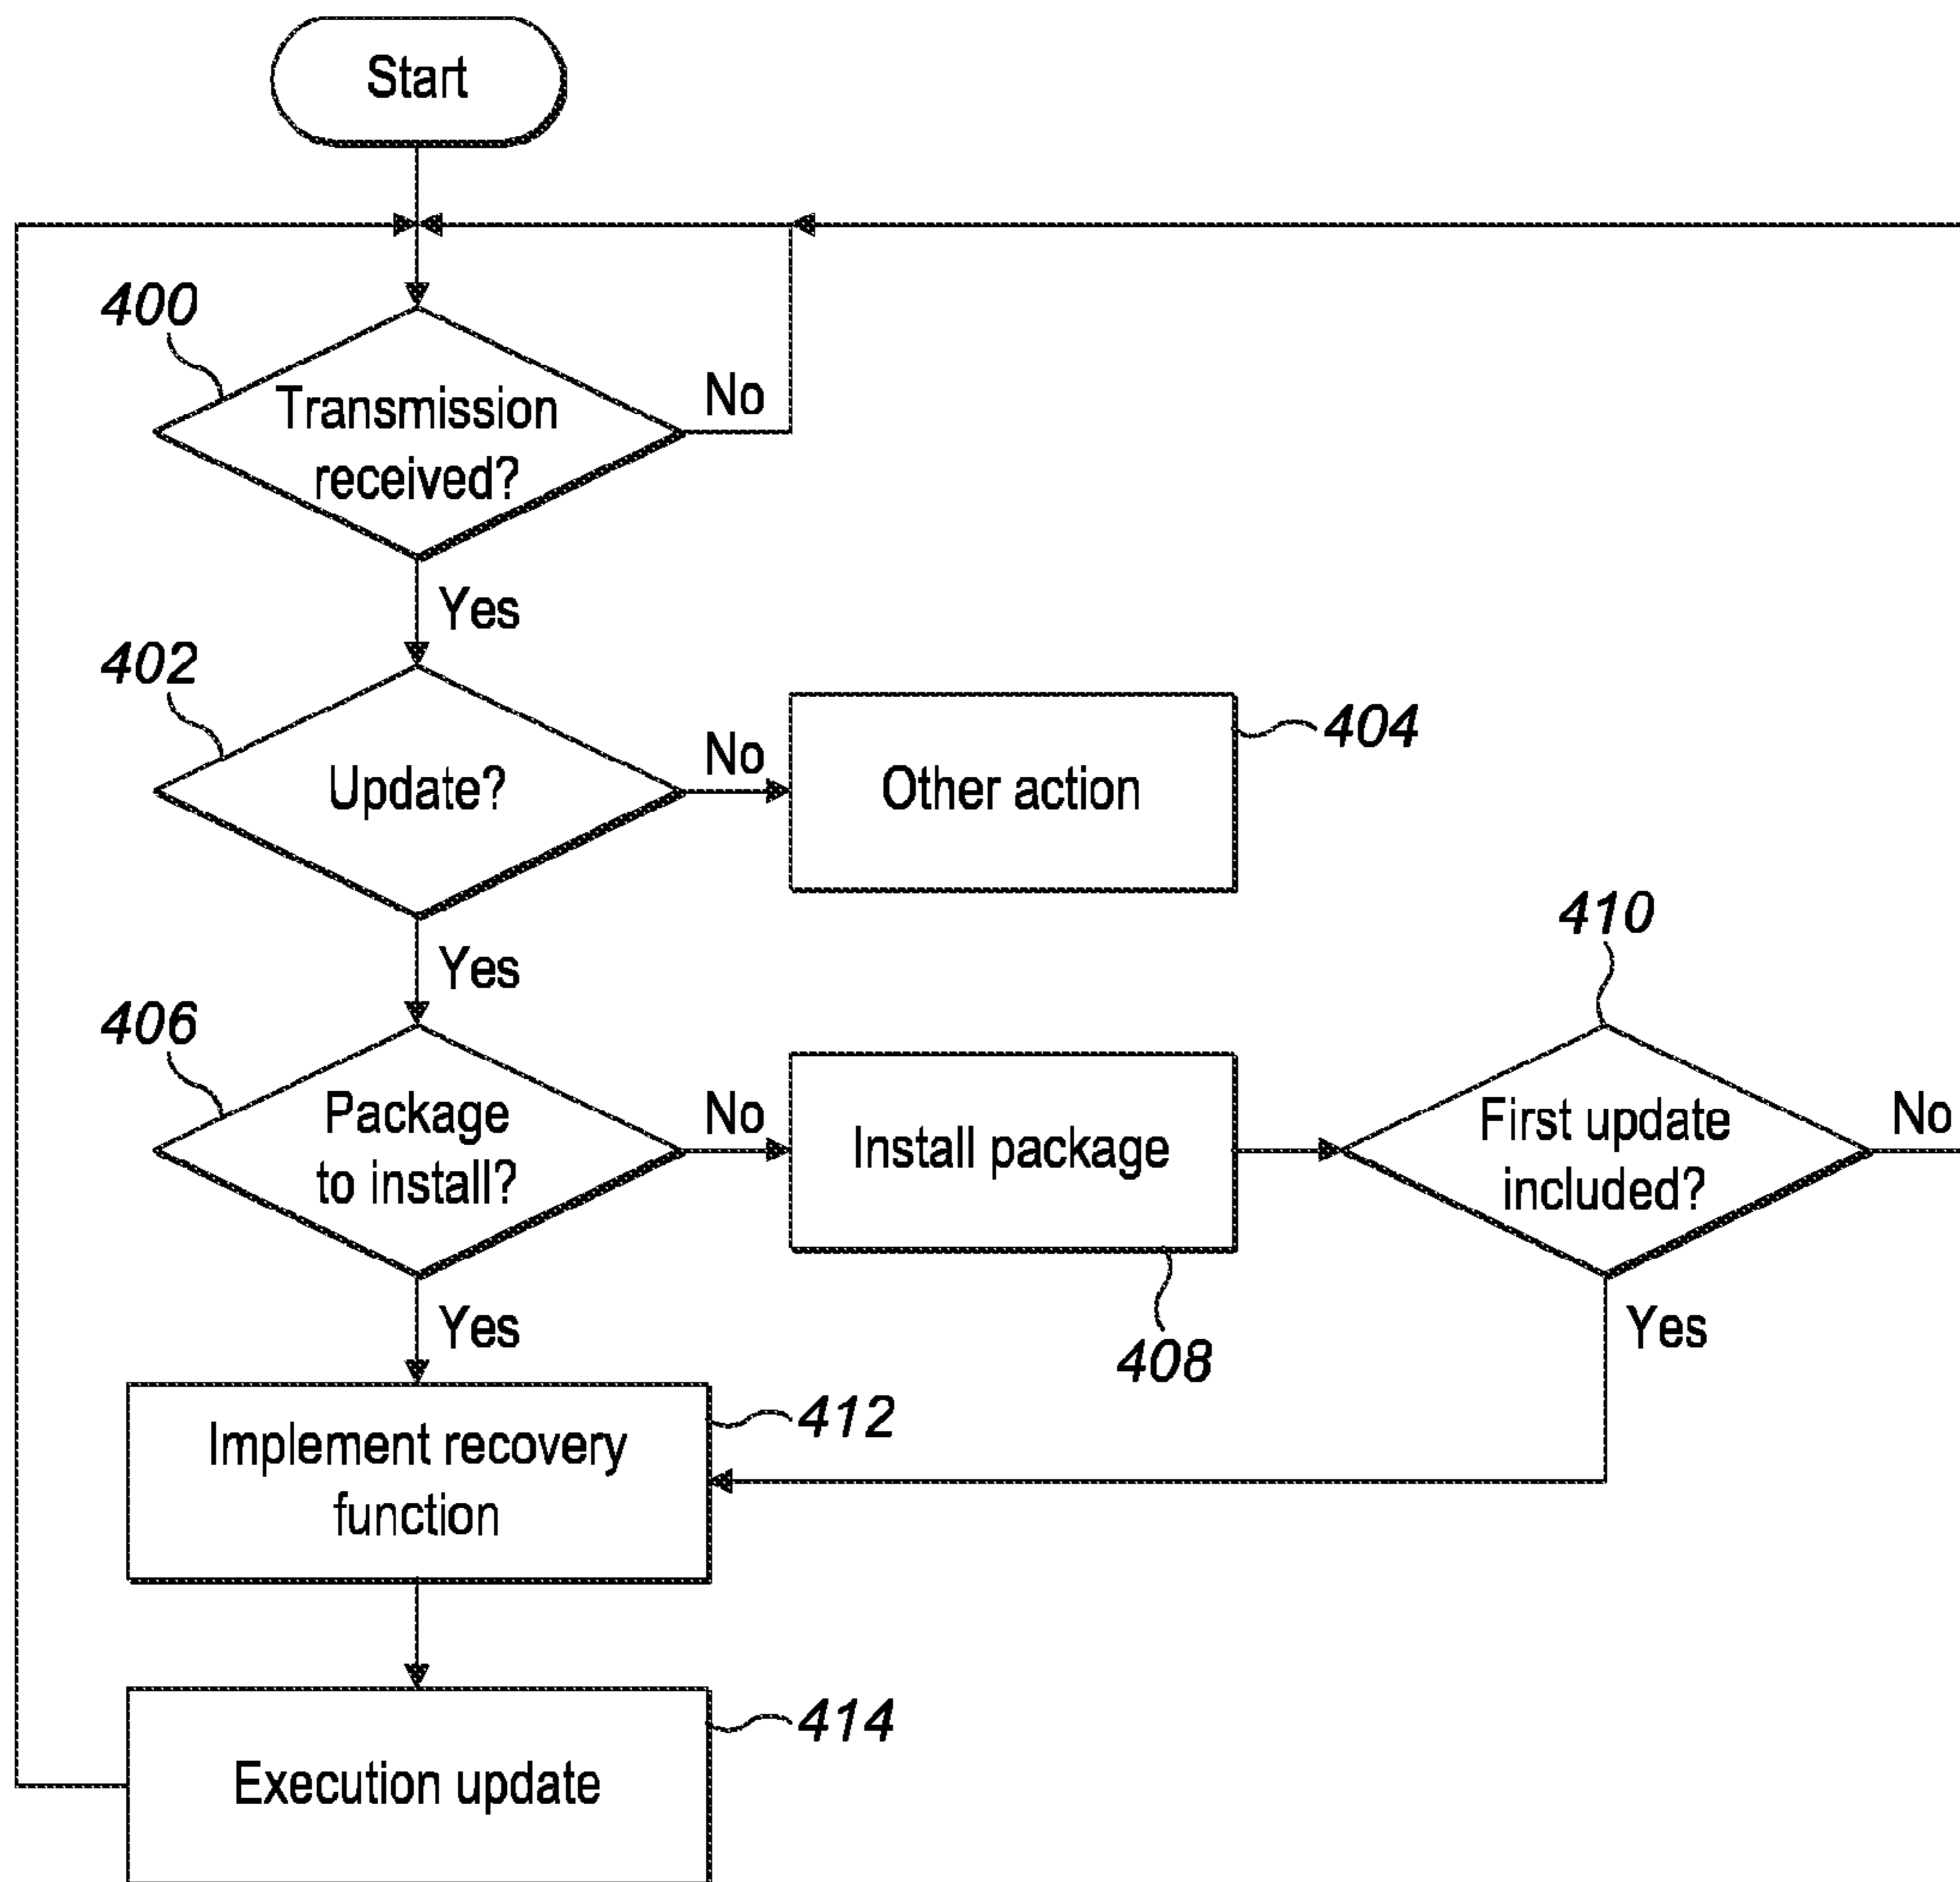 Start
400
Transmission
received?
No
Yes
402
Update?
No
Other action
404
Yes
406
Package
to install?
No
Install package
408
410
First update
included?
No
Yes
Yes
Implement recovery
function
412
Execution update
414